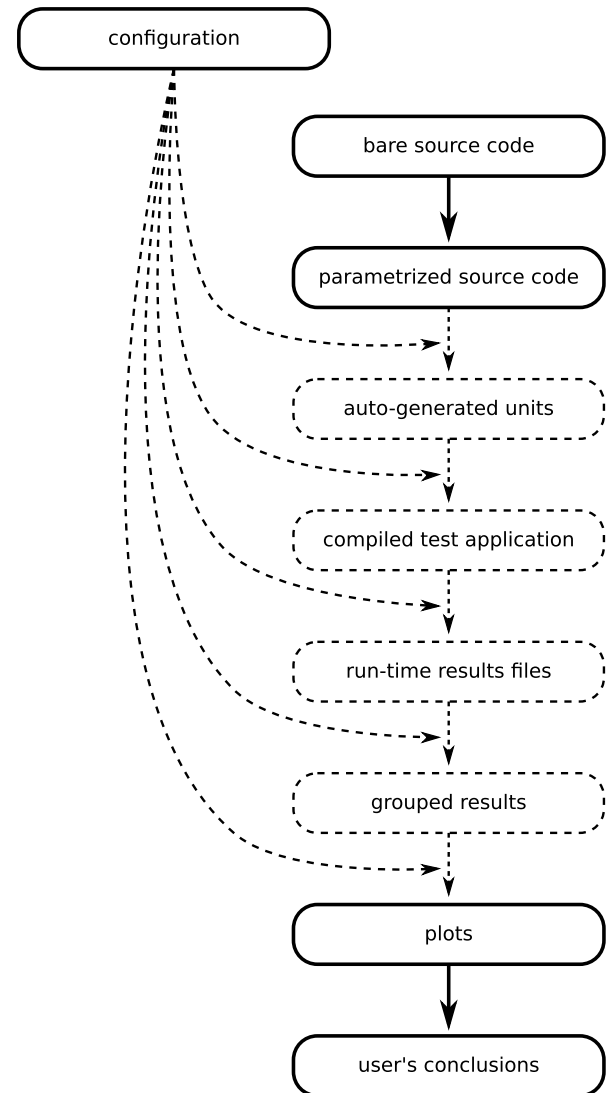 configuration
bare source code
parametrized source code
auto-generated units
compiled test application
run-time results files
grouped results
plots
user's conclusions